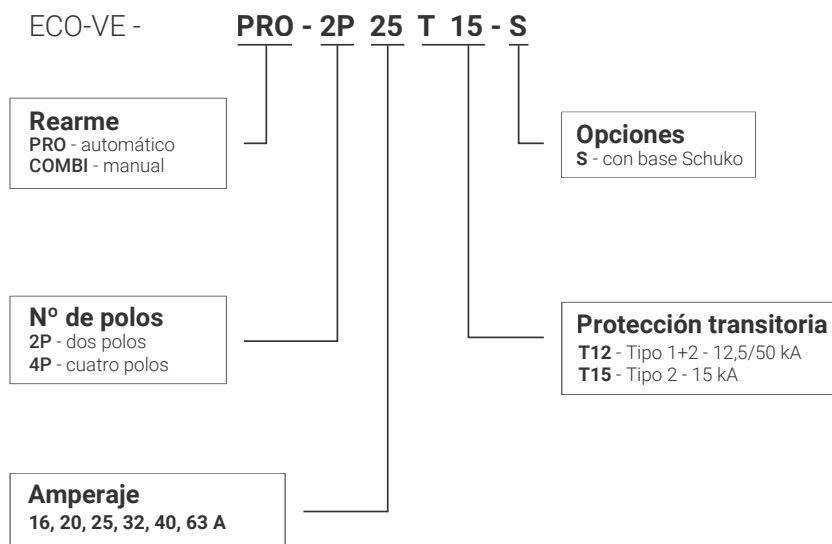 ECO-VE - PRO - 2P 25 T 15 - S
Rearme
PRO - automático
COMBI - manual
Opciones
S - con base Schuko
Nº de polos
2P - dos polos
4P - cuatro polos
Protección transitoria
T12 - Tipo 1+2 - 12,5/50 kA
T15 - Tipo 2 - 15 kA
Amperaje
16, 20, 25, 32, 40, 63 A